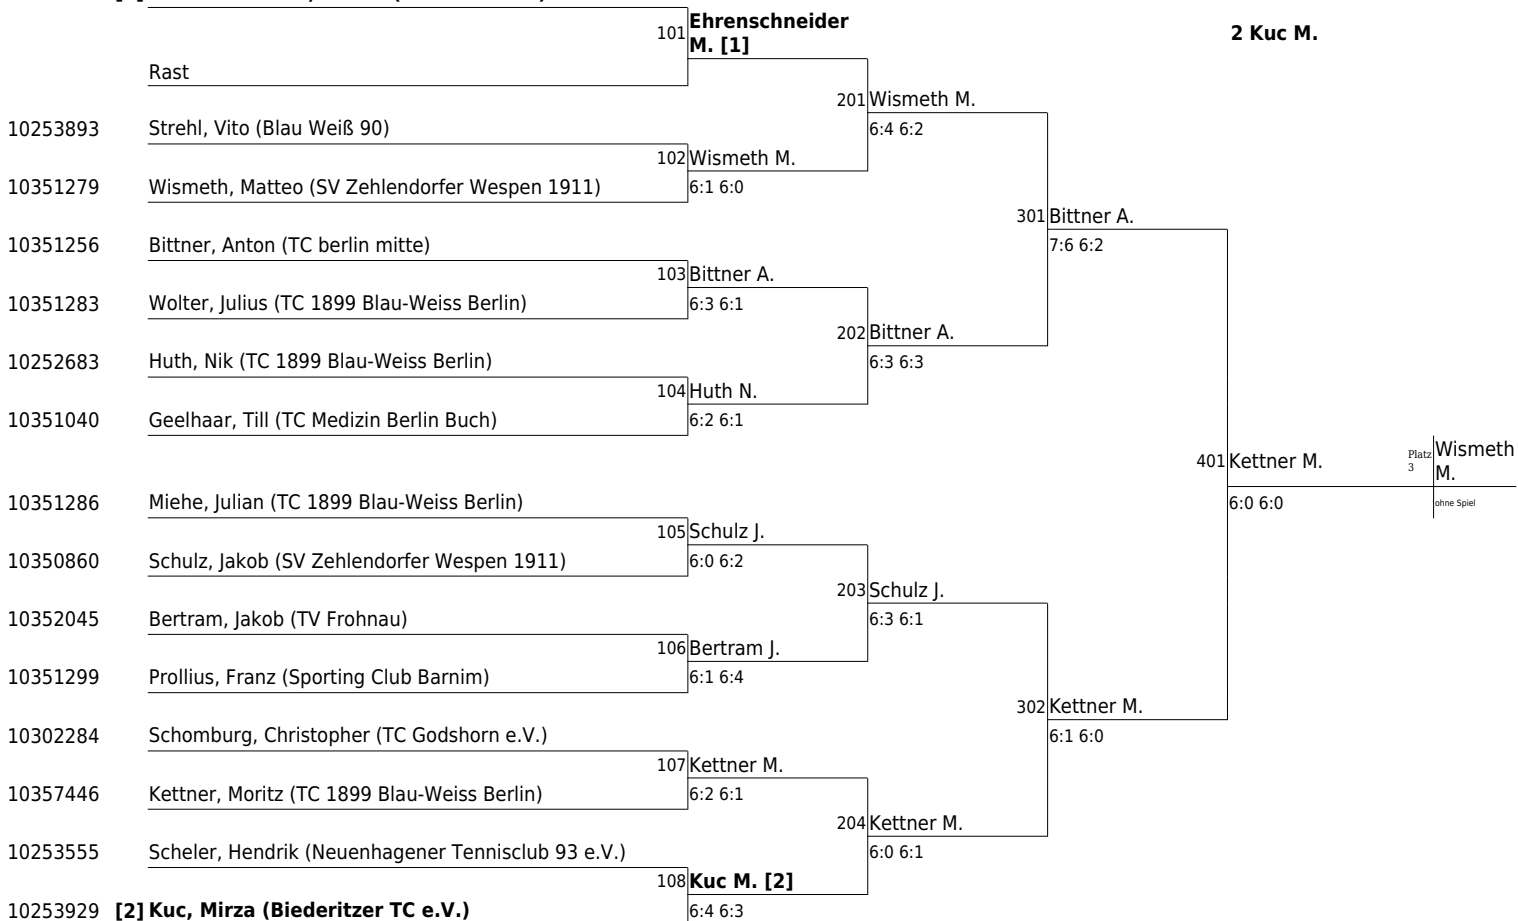 Ehrenschneider
101
M. [1]
2 Kuc M.
Rast
201 Wismeth M.
10253893 Strehl, Vito (Blau Weiß 90)
6:4 6:2
102 Wismeth M.
10351279 Wismeth, Matteo (SV Zehlendorfer Wespen 1911)
6:1 6:0
301 Bittner A.
10351256 Bittner, Anton (TC berlin mitte)
7:6 6:2
103 Bittner A.
10351283 Wolter, Julius (TC 1899 Blau-Weiss Berlin)
6:3 6:1
202 Bittner A.
10252683 Huth, Nik (TC 1899 Blau-Weiss Berlin)
6:3 6:3
104 Huth N.
10351040 Geelhaar, Till (TC Medizin Berlin Buch)
6:2 6:1
401 Kettner M.
Platz
3
Wismeth
M.
10351286 Miehe, Julian (TC 1899 Blau-Weiss Berlin)
6:0 6:0
ohne Spiel
105 Schulz J.
10350860 Schulz, Jakob (SV Zehlendorfer Wespen 1911)
6:0 6:2
203 Schulz J.
10352045 Bertram, Jakob (TV Frohnau)
6:3 6:1
106 Bertram J.
10351299 Prollius, Franz (Sporting Club Barnim)
6:1 6:4
302 Kettner M.
10302284 Schomburg, Christopher (TC Godshorn e.V.)
6:1 6:0
107 Kettner M.
10357446 Kettner, Moritz (TC 1899 Blau-Weiss Berlin)
6:2 6:1
204 Kettner M.
10253555 Scheler, Hendrik (Neuenhagener Tennisclub 93 e.V.)
6:0 6:1
108 Kuc M. [2]
10253929 [2] Kuc, Mirza (Biederitzer TC e.V.)
6:4 6:3